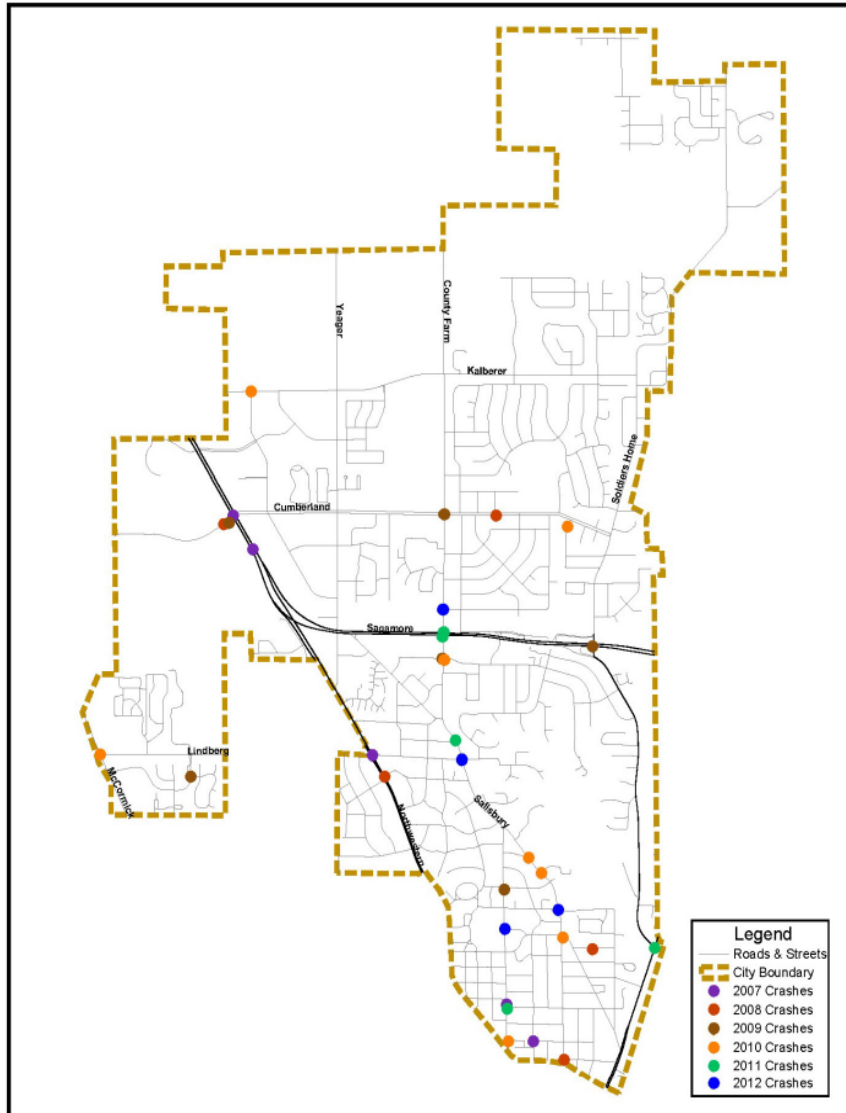 Yeager
County Farm
Kalberer
Soldiers Home
Cumberland
Sagamore
Lindberg
McCormick
Northwestern
Salisbury
Legend
Roads & Streets
City Boundary
2007 Crashes
2008 Crashes
2009 Crashes
2010 Crashes
2011 Crashes
2012 Crashes